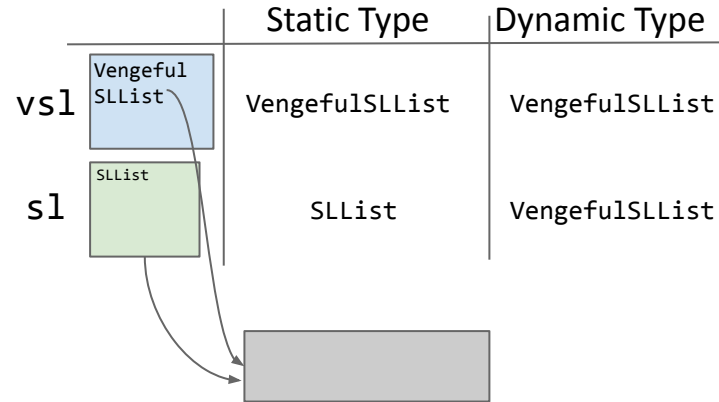 Static Type Dynamic Type
vsl Vengeful
SLList VengefulSLList VengefulSLList
sl SLList SLList VengefulSLList